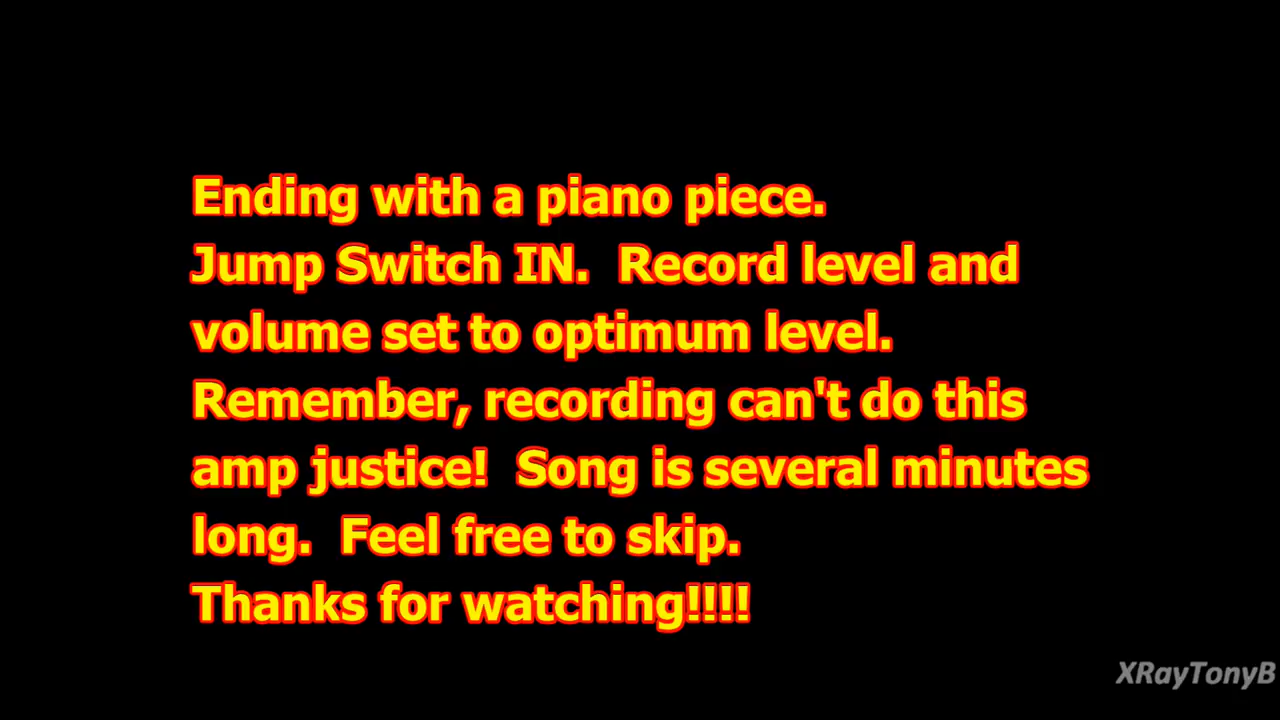 Ending with a piano piece.
Jump Switch IN.  Record level and
volume set to optimum level.
Remember, recording can't do this
amp justice!  Song is several minutes
long.  Feel free to skip.
Thanks for watching!!!!
XRayTonyB